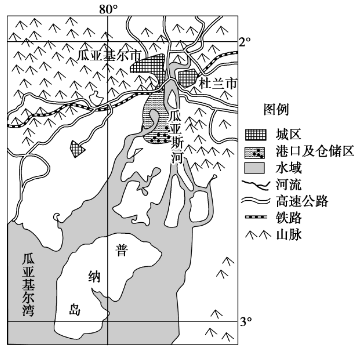 80°
2°
瓜亚基尔市
杜兰市
瓜亚斯河
图例
城区
港口及仓储区
水域
河流
高速公路
铁路
山脉
瓜亚基尔湾
普纳岛
3°